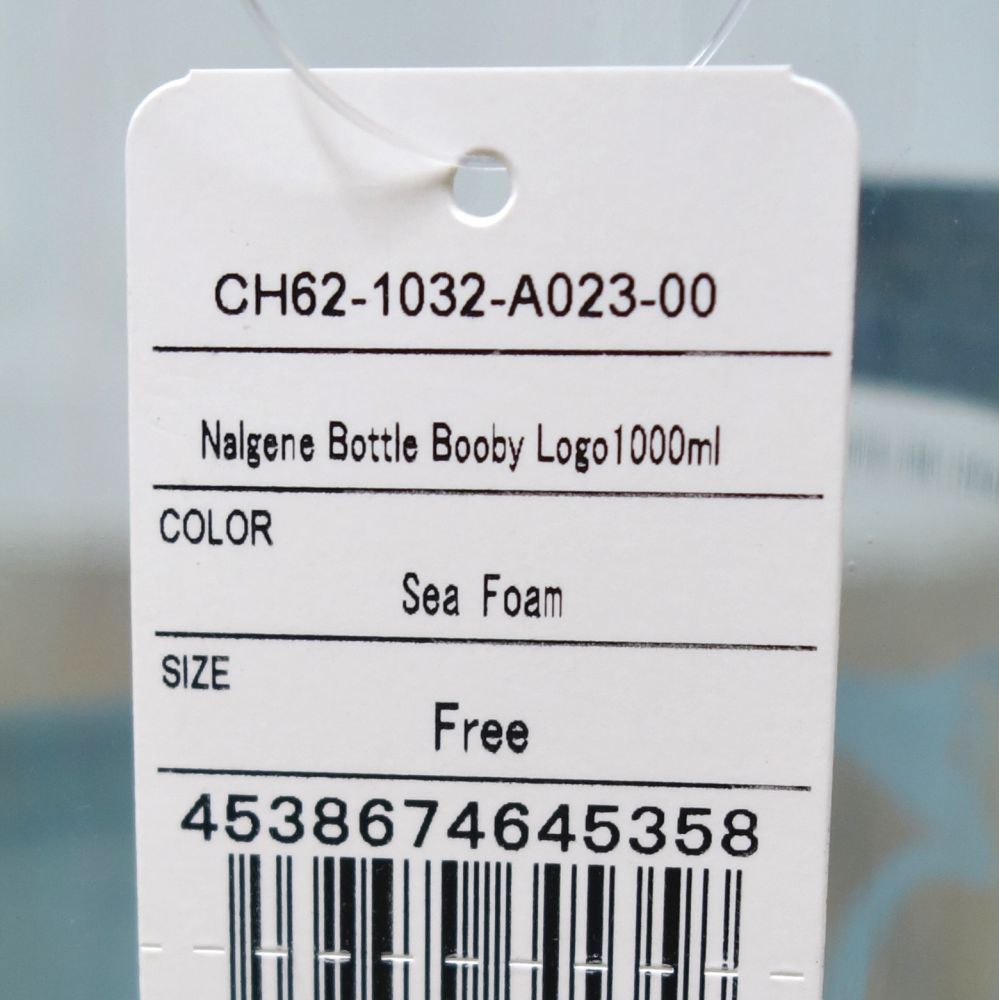 CH62-1032-A023-00
Nalgene Bottle Booby Logo1000ml
COLOR
Sea Foam
SIZE
Free
4538674645358